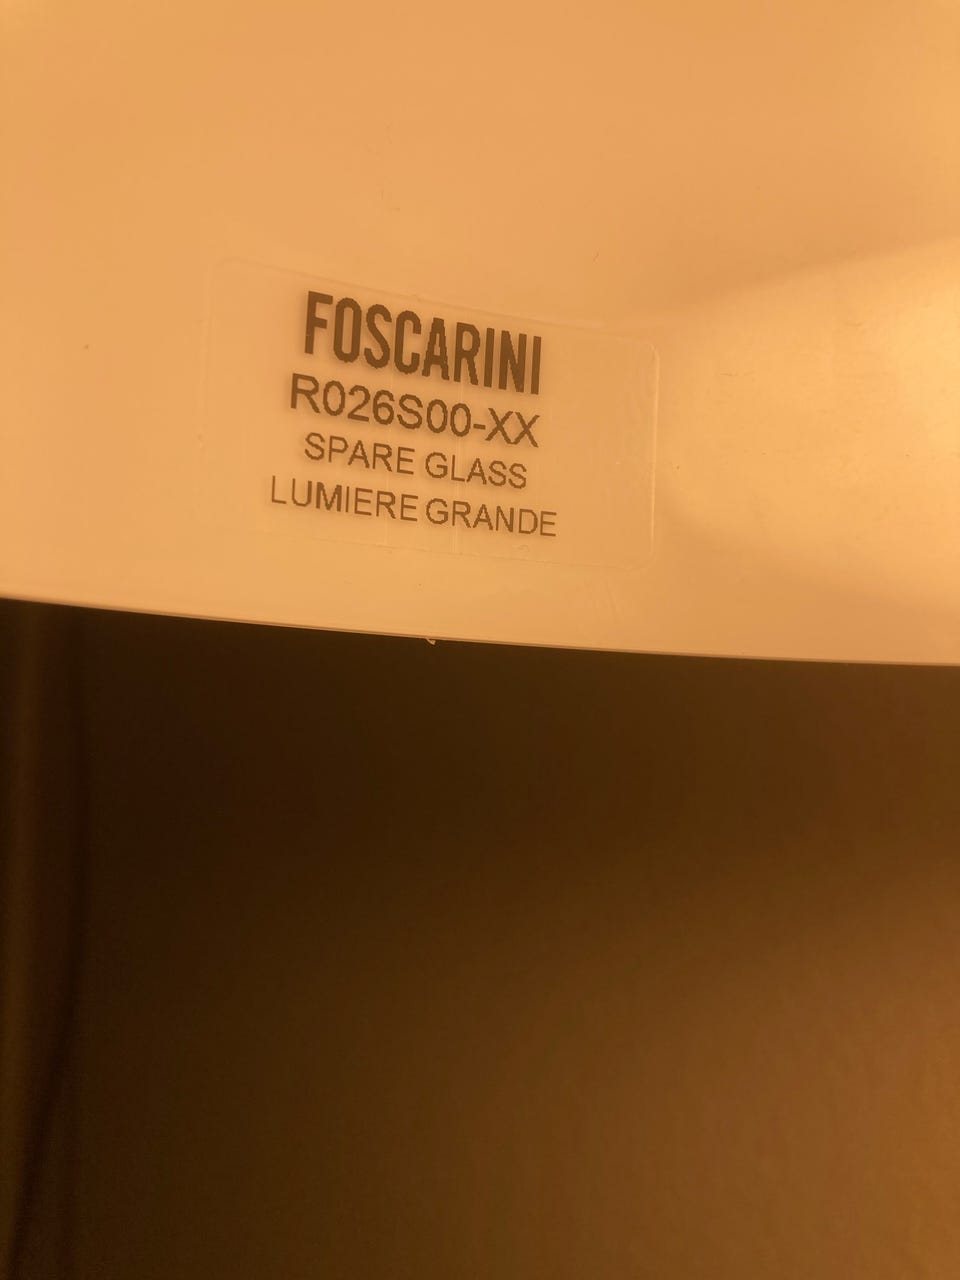 FOSCARINI
R026S00-XX
SPARE GLASS
LUMIERE GRANDE